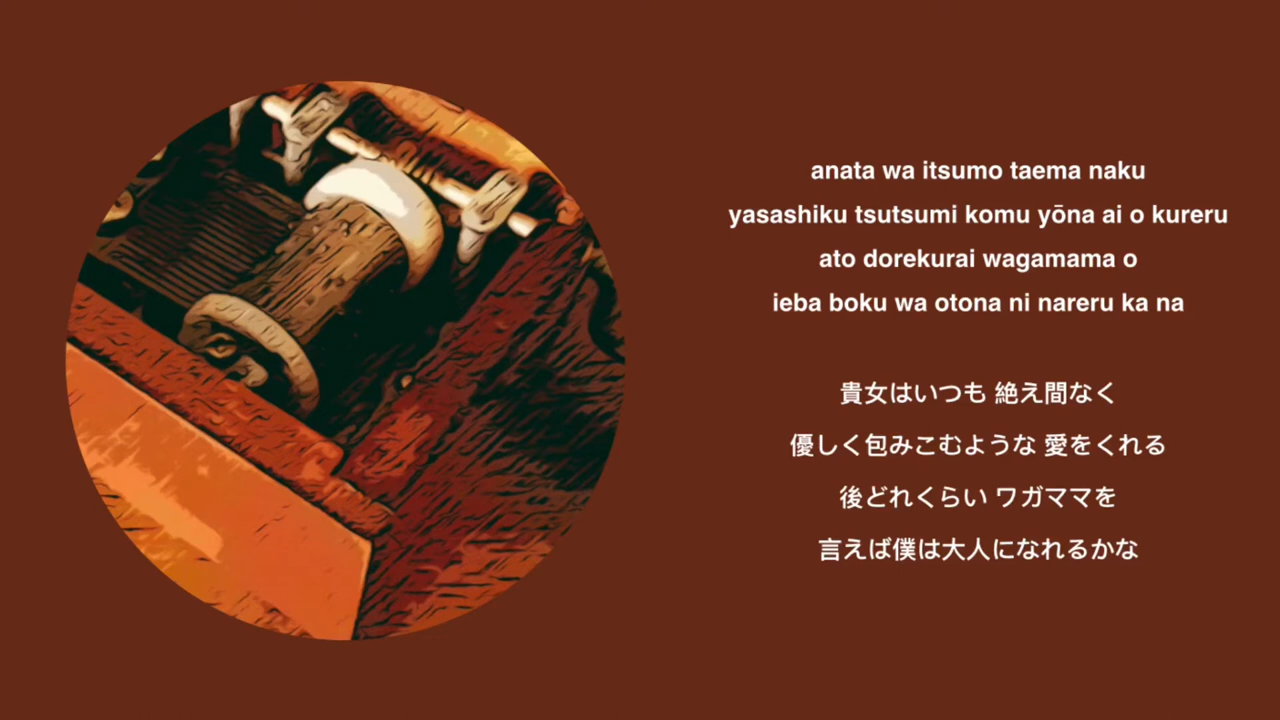 anata wa itsumo taema naku
yasashiku tsutsumi komu yōna ai o kureru
ato dorekurai wagamama o
ieba boku wa otona ni nareru ka na
貴女はいつも 絶え間なく
優しく包みこむような 愛をくれる
後どれくらい ワガママを
言えば僕は大人になれるかな